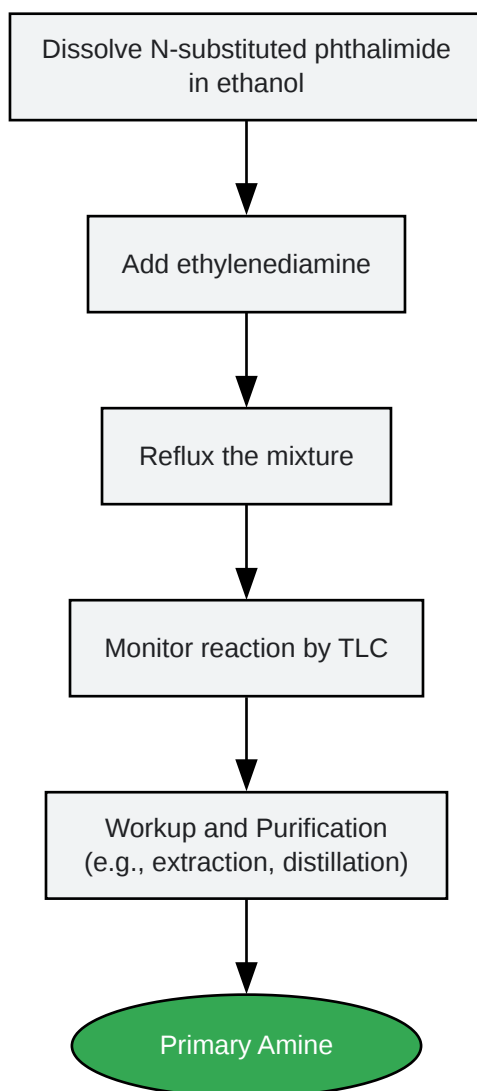 Dissolve N-substituted phthalimide
in ethanol
Add ethylenediamine
Reflux the mixture
Monitor reaction by TLC
Workup and Purification
(e.g., extraction, distillation)
Primary Amine